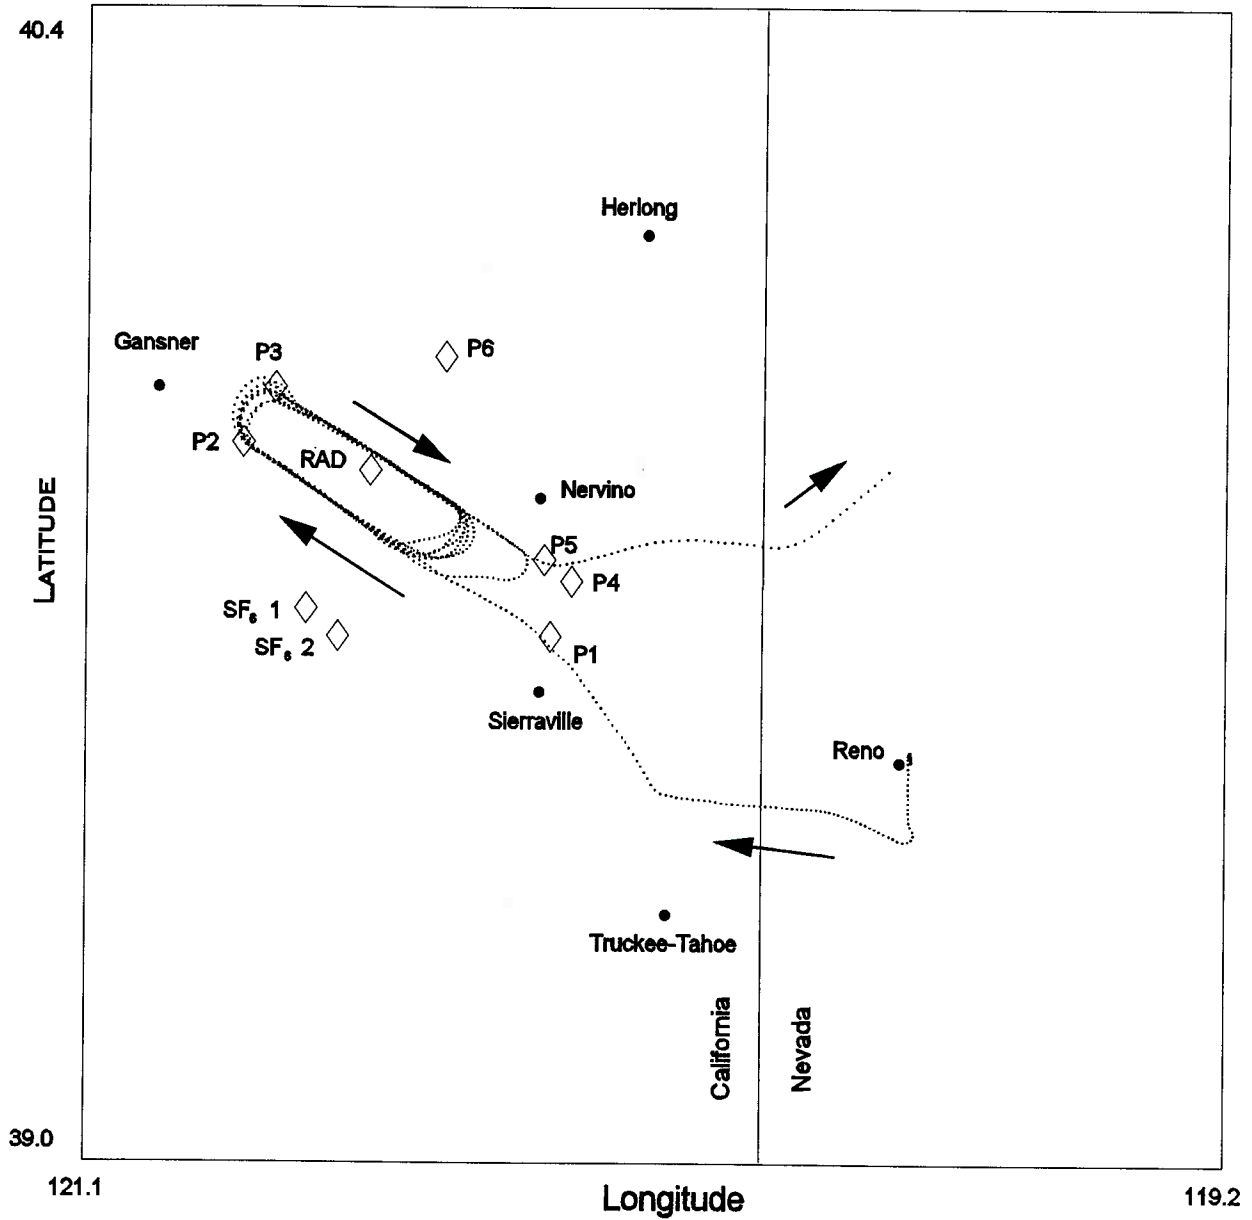 40.4
Herlong
Gansner
P3
P6
P2
RAD
Nervino
P5
P4
LATITUDE
SF₆ 1
SF₆ 2
P1
Sierraville
Reno
Truckee-Tahoe
California
Nevada
39.0
121.1
Longitude
119.2